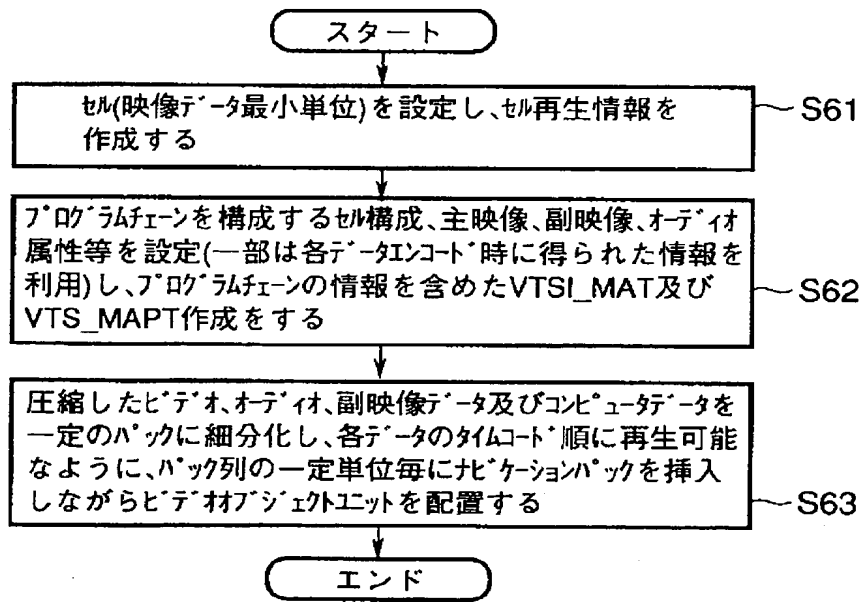 スタート
セル(映像データ最小単位)を設定し、セル再生情報を
作成する
S61
プログラムチェーンを構成するセル構成、主映像、副映像、オーディオ
属性等を設定(一部は各データエンコード時に得られた情報を
利用)し、プログラムチェーンの情報を含めたVTSI_MAT及び
VTS_MAPT作成をする
S62
圧縮したビデオ、オーディオ、副映像データ及びコンピュータデータを
一定のパックに細分化し、各データのタイムコード順に再生可能
なように、パック列の一定単位毎にナビケーションパックを挿入
しながらビデオオブジェクトユニットを配置する
S63
エンド